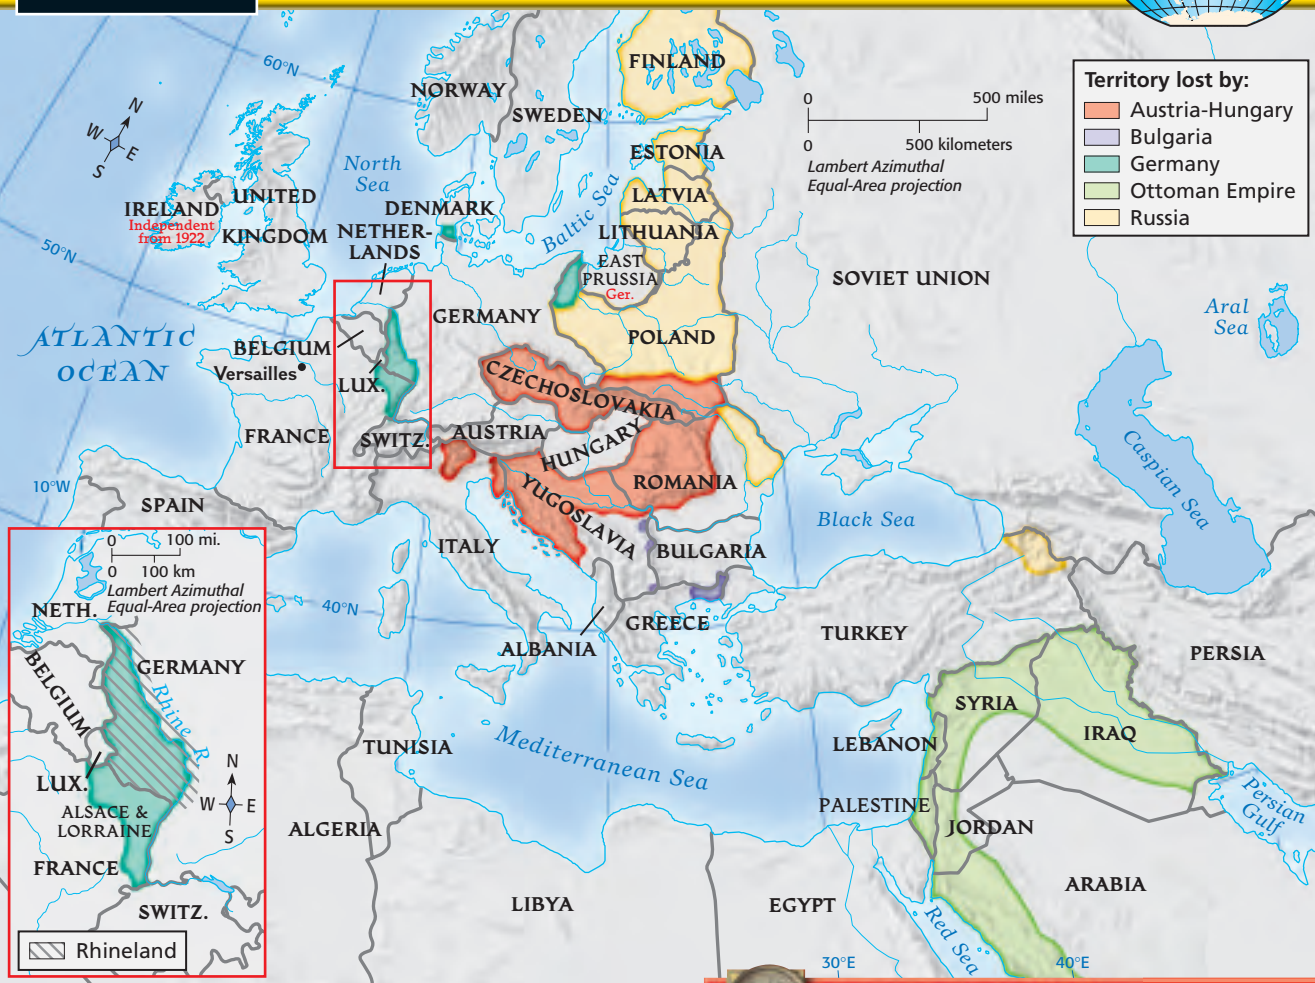 60°N
FINLAND
NORWAY
SWEDEN
0 500 miles
0 500 kilometers
Lambert Azimuthal
Equal-Area projection
Territory lost by:
Austria-Hungary
Bulgaria
Germany
Ottoman Empire
Russia
N
W E
S
North
Sea
ESTONIA
LATVIA
LITHUANIA
Baltic Sea
UNITED
KINGDOM
IRELAND
Independent
from 1922
DENMARK
NETHER-
LANDS
EAST
PRUSSIA
Ger.
50°N
SOVIET UNION
Aral
Sea
GERMANY
POLAND
ATLANTIC
OCEAN
BELGIUM
Versailles
LUX.
CZECHOSLOVAKIA
FRANCE
SWITZ.
AUSTRIA
HUNGARY
ROMANIA
YUGOSLAVIA
Caspian Sea
10°W
SPAIN
ITALY
Black Sea
BULGARIA
40°N
ALBANIA
GREECE
TURKEY
PERSIA
SYRIA
IRAQ
LEBANON
TUNISIA
Mediterranean Sea
PALESTINE
JORDAN
Persian
Gulf
ALGERIA
LIBYA
EGYPT
ARABIA
Red Sea
30°E
40°E
0 100 mi.
0 100 km
Lambert Azimuthal
Equal-Area projection
NETH.
GERMANY
BELGIUM
Rhine R
LUX.
N
W E
S
ALSACE &
LORRAINE
FRANCE
SWITZ.
Rhineland